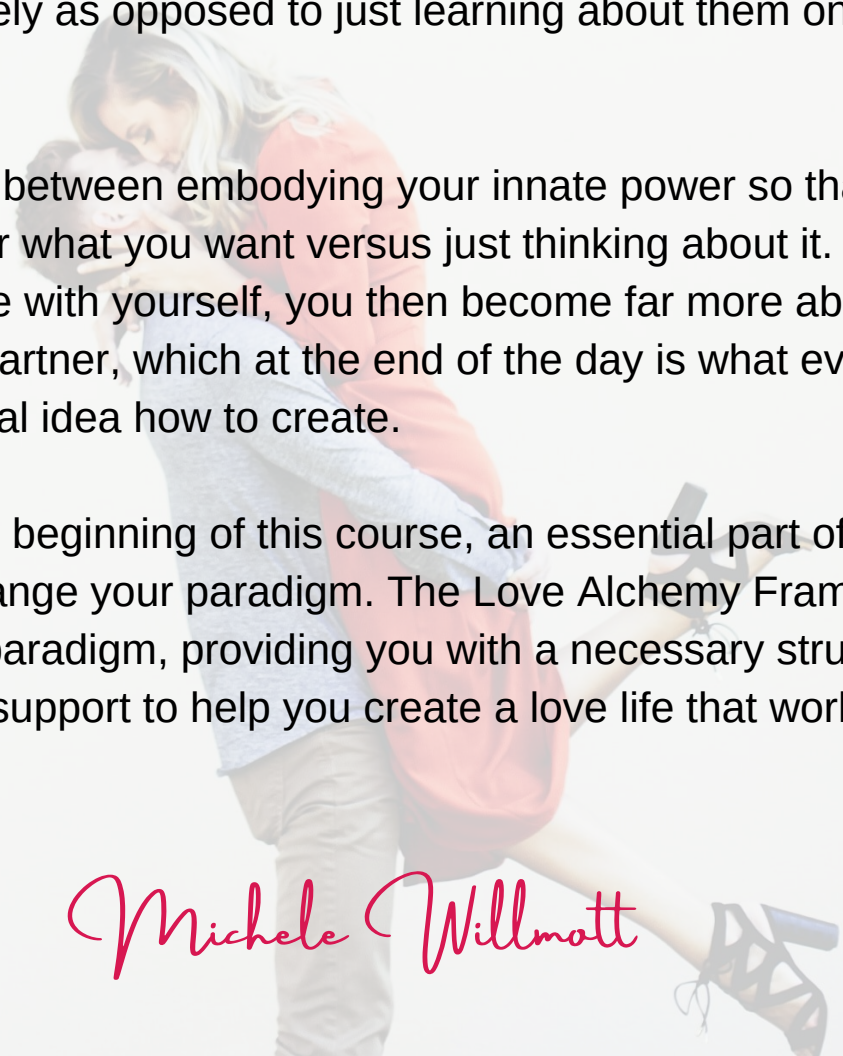 ely as opposed to just learning about them on
between embodying your innate power so tha
r what you want versus just thinking about it.
e with yourself, you then become far more ab
artner, which at the end of the day is what ev
al idea how to create.
beginning of this course, an essential part of
ange your paradigm. The Love Alchemy Fram
paradigm, providing you with a necessary stru
support to help you create a love life that work
Michele Willmott